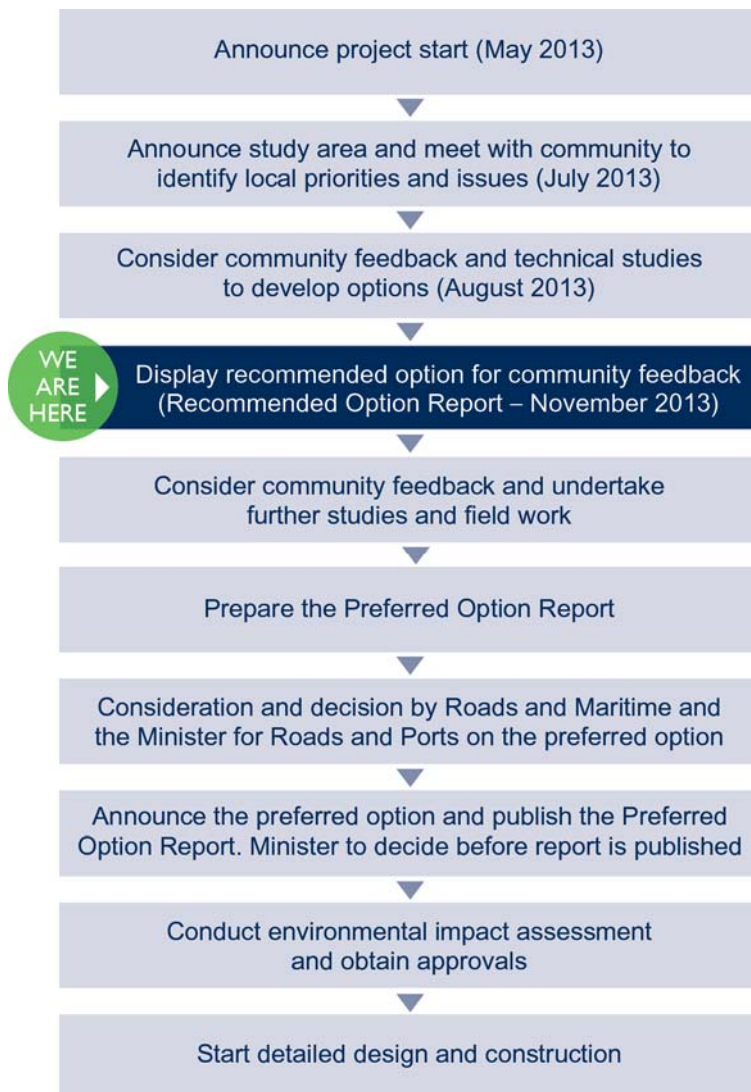 Announce project start (May 2013)
Announce study area and meet with community to
identify local priorities and issues (July 2013)
Consider community feedback and technical studies
to develop options (August 2013)
WE
ARE
HERE
Display recommended option for community feedback
(Recommended Option Report – November 2013)
Consider community feedback and undertake
further studies and field work
Prepare the Preferred Option Report
Consideration and decision by Roads and Maritime and
the Minister for Roads and Ports on the preferred option
Announce the preferred option and publish the Preferred
Option Report. Minister to decide before report is published
Conduct environmental impact assessment
and obtain approvals
Start detailed design and construction